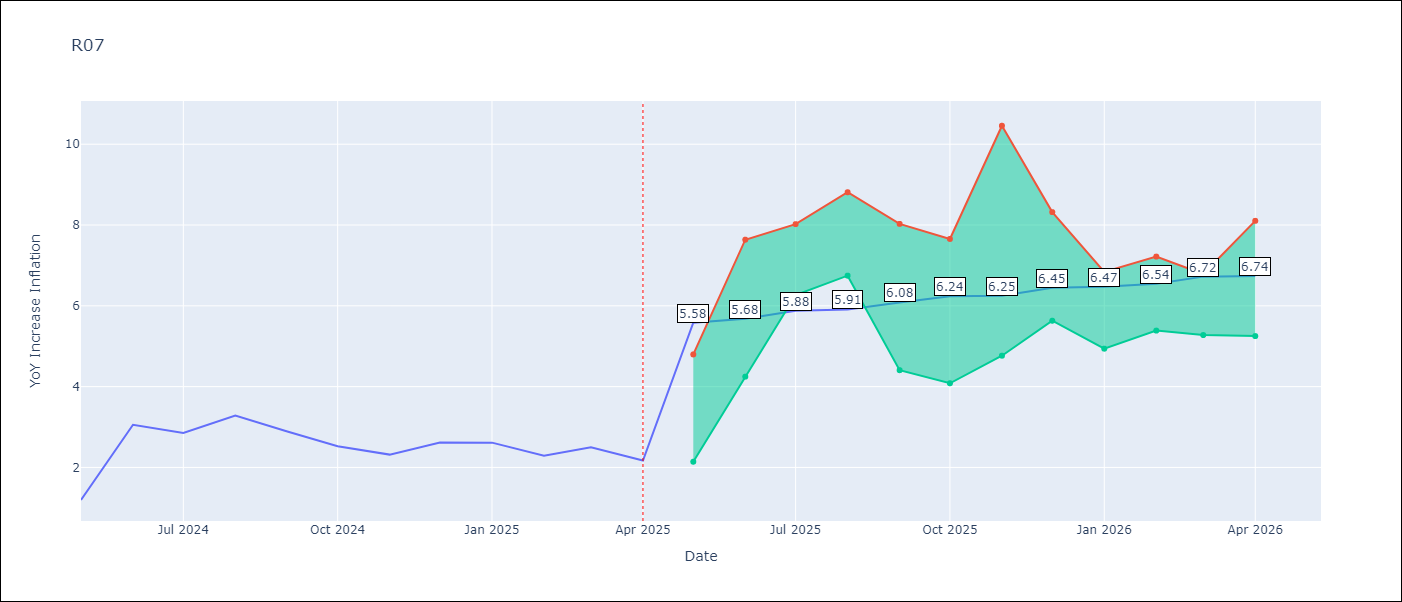 R07
YoY Increase Inflation
10
8
6
4
2
5.58
5.68
5.88
5.91
6.08
6.24
6.25
6.45
6.47
6.54
6.72
6.74
Jul 2024
Oct 2024
Jan 2025
Apr 2025
Jul 2025
Oct 2025
Jan 2026
Apr 2026
Date